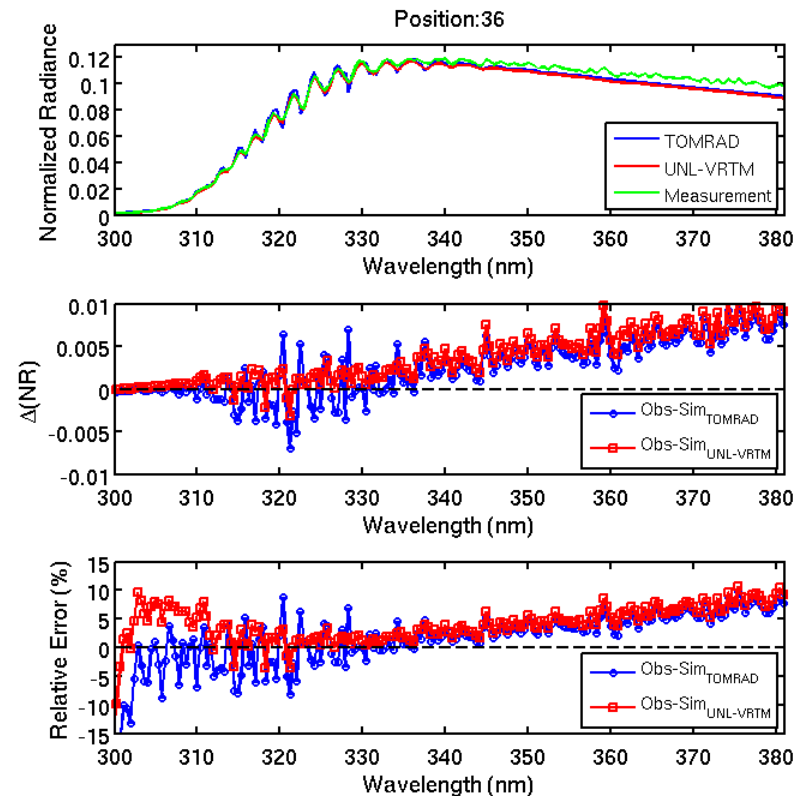 Position:36
Normalized Radiance
0.12
0.10
0.08
0.06
0.04
0.02
0
300 310 320 330 340 350 360 370 380
Wavelength (nm)
TOMRAD
UNL-VRTM
Measurement
Δ(NR)
0.01
0.005
0
-0.005
-0.01
300 310 320 330 340 350 360 370 380
Wavelength (nm)
Obs-Sim_TOMRAD
Obs-Sim_UNL-VRTM
Relative Error (%)
15
10
5
0
-5
-10
-15
300 310 320 330 340 350 360 370 380
Wavelength (nm)
Obs-Sim_TOMRAD
Obs-Sim_UNL-VRTM